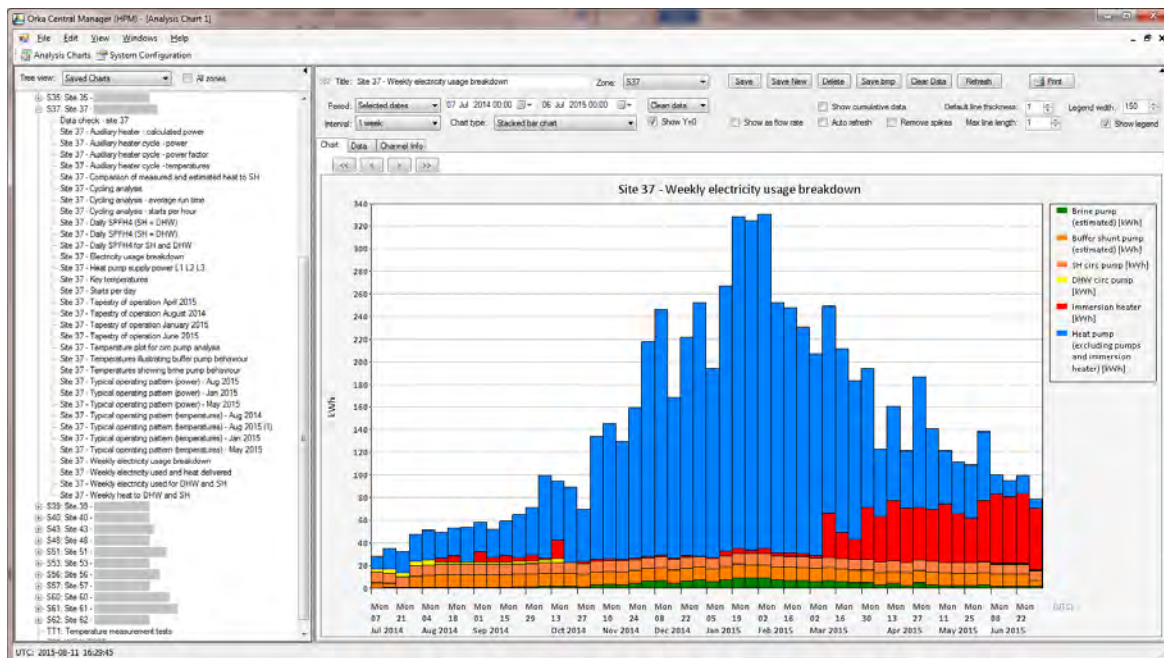 Orka Central Manager (HPM) - [Analysis Chart 1]
File Edit View Windows Help
Analysis Charts System Configuration
Tree view: Saved Charts All zones
S35: Site 35 -
S37: Site 37 -
Data check - site 37
Site 37 - Auxiliary heater - calculated power
Site 37 - Auxiliary heater cycle - power
Site 37 - Auxiliary heater cycle - power factor
Site 37 - Auxiliary heater cycle - temperatures
Site 37 - Comparison of measured and estimated heat to SH
Site 37 - Cycling analysis
Site 37 - Cycling analysis - average run time
Site 37 - Cycling analysis - starts per hour
Site 37 - Daily SPFH4 (SH + DHW)
Site 37 - Daily SPFH4 (SH + DHW)
Site 37 - Daily SPFH4 for SH and DHW
Site 37 - Electricity usage breakdown
Site 37 - Heat pump supply power L1 L2 L3
Site 37 - Key temperatures
Site 37 - Starts per day
Site 37 - Tapestry of operation April 2015
Site 37 - Tapestry of operation August 2014
Site 37 - Tapestry of operation January 2015
Site 37 - Tapestry of operation June 2015
Site 37 - Temperature plot for circ pump analysis
Site 37 - Temperatures illustrating buffer pump behaviour
Site 37 - Temperatures showing brine pump behaviour
Site 37 - Typical operating pattern (power) - Aug 2015
Site 37 - Typical operating pattern (power) - Jan 2015
Site 37 - Typical operating pattern (power) - May 2015
Site 37 - Typical operating pattern (temperatures) - Aug 2014
Site 37 - Typical operating pattern (temperatures) - Aug 2015 (1)
Site 37 - Typical operating pattern (temperatures) - Jan 2015
Site 37 - Typical operating pattern (temperatures) - May 2015
Site 37 - Weekly electricity usage breakdown
Site 37 - Weekly electricity used and heat delivered
Site 37 - Weekly electricity used for DHW and SH
Site 37 - Weekly heat to DHW and SH
S39: Site 39 -
S40: Site 40 -
S43: Site 43 -
S48: Site 48 -
S51: Site 51 -
S53: Site 53 -
S56: Site 56 -
S57: Site 57 -
S60: Site 60 -
S61: Site 61 -
S62: Site 62 -
TT1: Temperature measurement tests
Title: Site 37 - Weekly electricity usage breakdown Zone: S37 Save Save New Delete Save bmp Clear Data Refresh Print
Period: Selected dates 07 Jul 2014 00:00 06 Jul 2015 00:00 Clean data Show cumulative data Default line thickness: 1 Legend width: 150
Interval: 1 week Chart type: Stacked bar chart Show Y=0 Show as flow rate Auto refresh Remove spikes Max line length: 1 Show legend
Chart Data Channel Info
<< < > >>
Site 37 - Weekly electricity usage breakdown
kWh
340
320
300
280
260
240
220
200
180
160
140
120
100
80
60
40
20
0
Mon Mon Mon Mon Mon Mon Mon Mon Mon Mon Mon Mon Mon Mon Mon Mon Mon Mon Mon Mon Mon Mon Mon Mon Mon Mon
07 21 04 18 01 15 29 13 27 10 24 08 22 05 19 02 16 02 16 30 13 27 11 25 08 22
Jul 2014 Aug 2014 Sep 2014 Oct 2014 Nov 2014 Dec 2014 Jan 2015 Feb 2015 Mar 2015 Apr 2015 May 2015 Jun 2015
(UTC)
Brine pump
(estimated) [kWh]
Buffer shunt pump
(estimated) [kWh]
SH circ pump [kWh]
DHW circ pump
[kWh]
Immersion heater
[kWh]
Heat pump
(excluding pumps
and immersion
heater) [kWh]
UTC: 2015-08-11 16:29:45